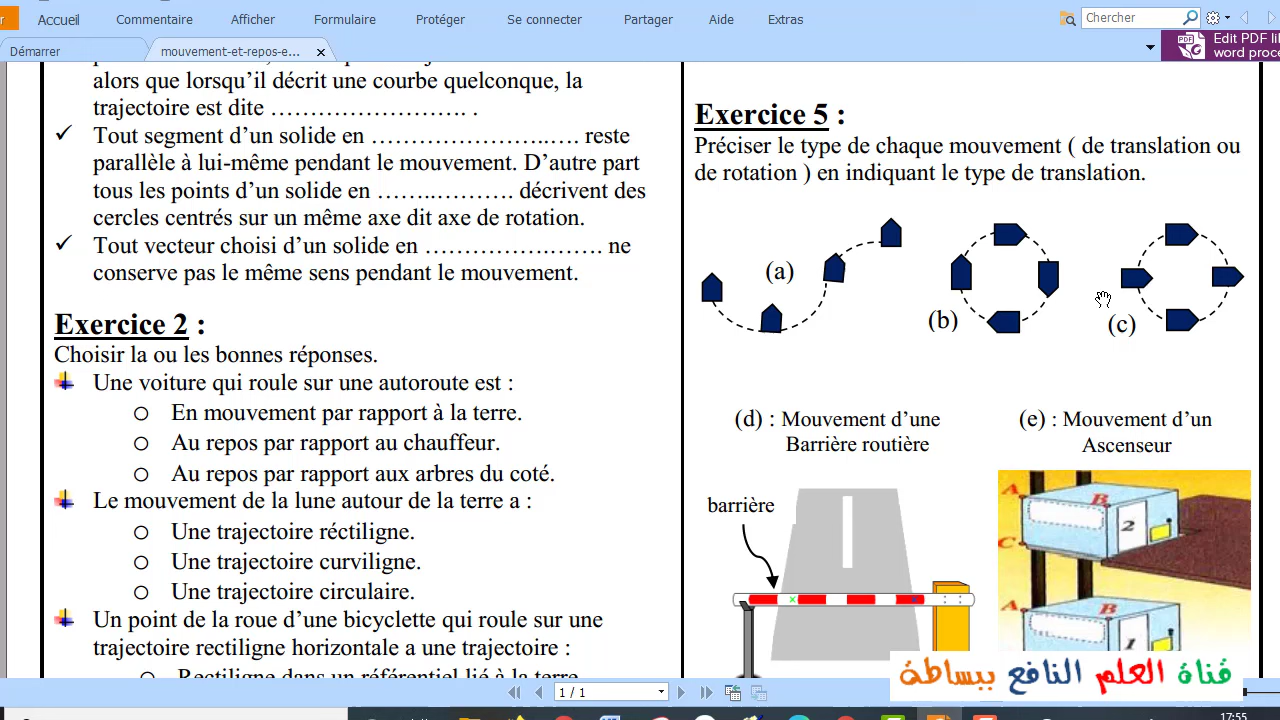 Accueil Commentaire Afficher Formulaire Protéger Se connecter Partager Aide Extras
Chercher
Démarrer mouvement-et-repos-e... ×
Edit PDF
word proce
alors que lorsqu'il décrit une courbe quelconque, la
trajectoire est dite ……………………. .
✓ Tout segment d'un solide en …………………..…. reste
parallèle à lui-même pendant le mouvement. D'autre part
tous les points d'un solide en ……..………. décrivent des
cercles centrés sur un même axe dit axe de rotation.
✓ Tout vecteur choisi d'un solide en ………………….. ne
conserve pas le même sens pendant le mouvement.
Exercice 2 :
Choisir la ou les bonnes réponses.
Une voiture qui roule sur une autoroute est :
o En mouvement par rapport à la terre.
o Au repos par rapport au chauffeur.
o Au repos par rapport aux arbres du coté.
Le mouvement de la lune autour de la terre a :
o Une trajectoire réctiligne.
o Une trajectoire curviligne.
o Une trajectoire circulaire.
Un point de la roue d'une bicyclette qui roule sur une
trajectoire rectiligne horizontale a une trajectoire :
o Rectiligne dans un référentiel lié à la terre
Exercice 5 :
Préciser le type de chaque mouvement ( de translation ou
de rotation ) en indiquant le type de translation.
(a)
(b)
(c)
(d) : Mouvement d'une
Barrière routière
(e) : Mouvement d'un
Ascenseur
barrière
A
B
2
C
A
B
1
قناة العلم النافع ببساطة
1 / 1
17:55